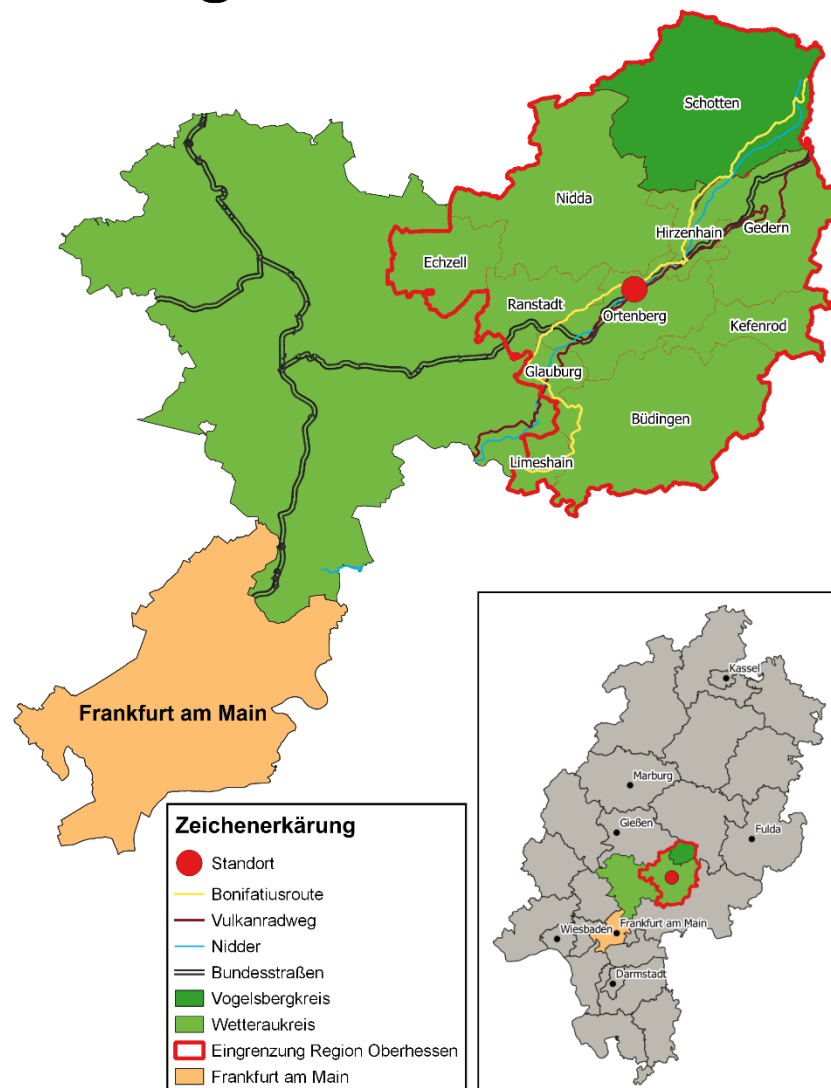 Schotten
Nidda
Hirzenhain
Gedern
Echzell
Ranstadt
Ortenberg
Kefenrod
Glauburg
Büdingen
Limeshain
Frankfurt am Main
Zeichenerkärung
Standort
Bonifatiusroute
Vulkanradweg
Nidder
Bundesstraßen
Vogelsbergkreis
Wetteraukreis
Eingrenzung Region Oberhessen
Frankfurt am Main
Kassel
Marburg
Gießen
Fulda
Wiesbaden
Frankfurt am Main
Darmstadt